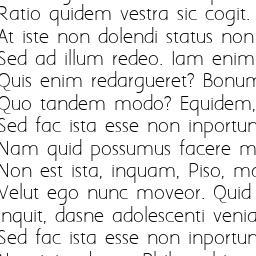 Ratio quidem vestra sic cogit.
At iste non dolendi status non
Sed ad illum redeo. Iam enim
Quis enim redargueret? Bonum
Quo tandem modo? Equidem,
Sed fac ista esse non inportun
Nam quid possumus facere m
Non est ista, inquam, Piso, ma
Velut ego nunc moveor. Quid
Inquit, dasne adolescenti venia
Sed fac ista esse non inportun